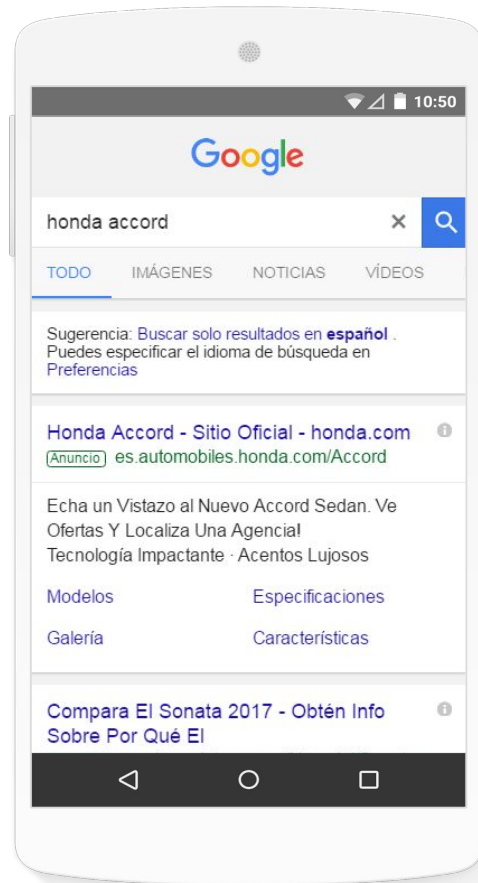 10:50
Google
honda accord
TODO IMÁGENES NOTICIAS VÍDEOS
Sugerencia: Buscar solo resultados en español .
Puedes especificar el idioma de búsqueda en
Preferencias
Honda Accord - Sitio Oficial - honda.com
Anuncio es.automobiles.honda.com/Accord
Echa un Vistazo al Nuevo Accord Sedan. Ve
Ofertas Y Localiza Una Agencia!
Tecnología Impactante · Acentos Lujosos
Modelos Especificaciones
Galería Características
Compara El Sonata 2017 - Obtén Info
Sobre Por Qué El